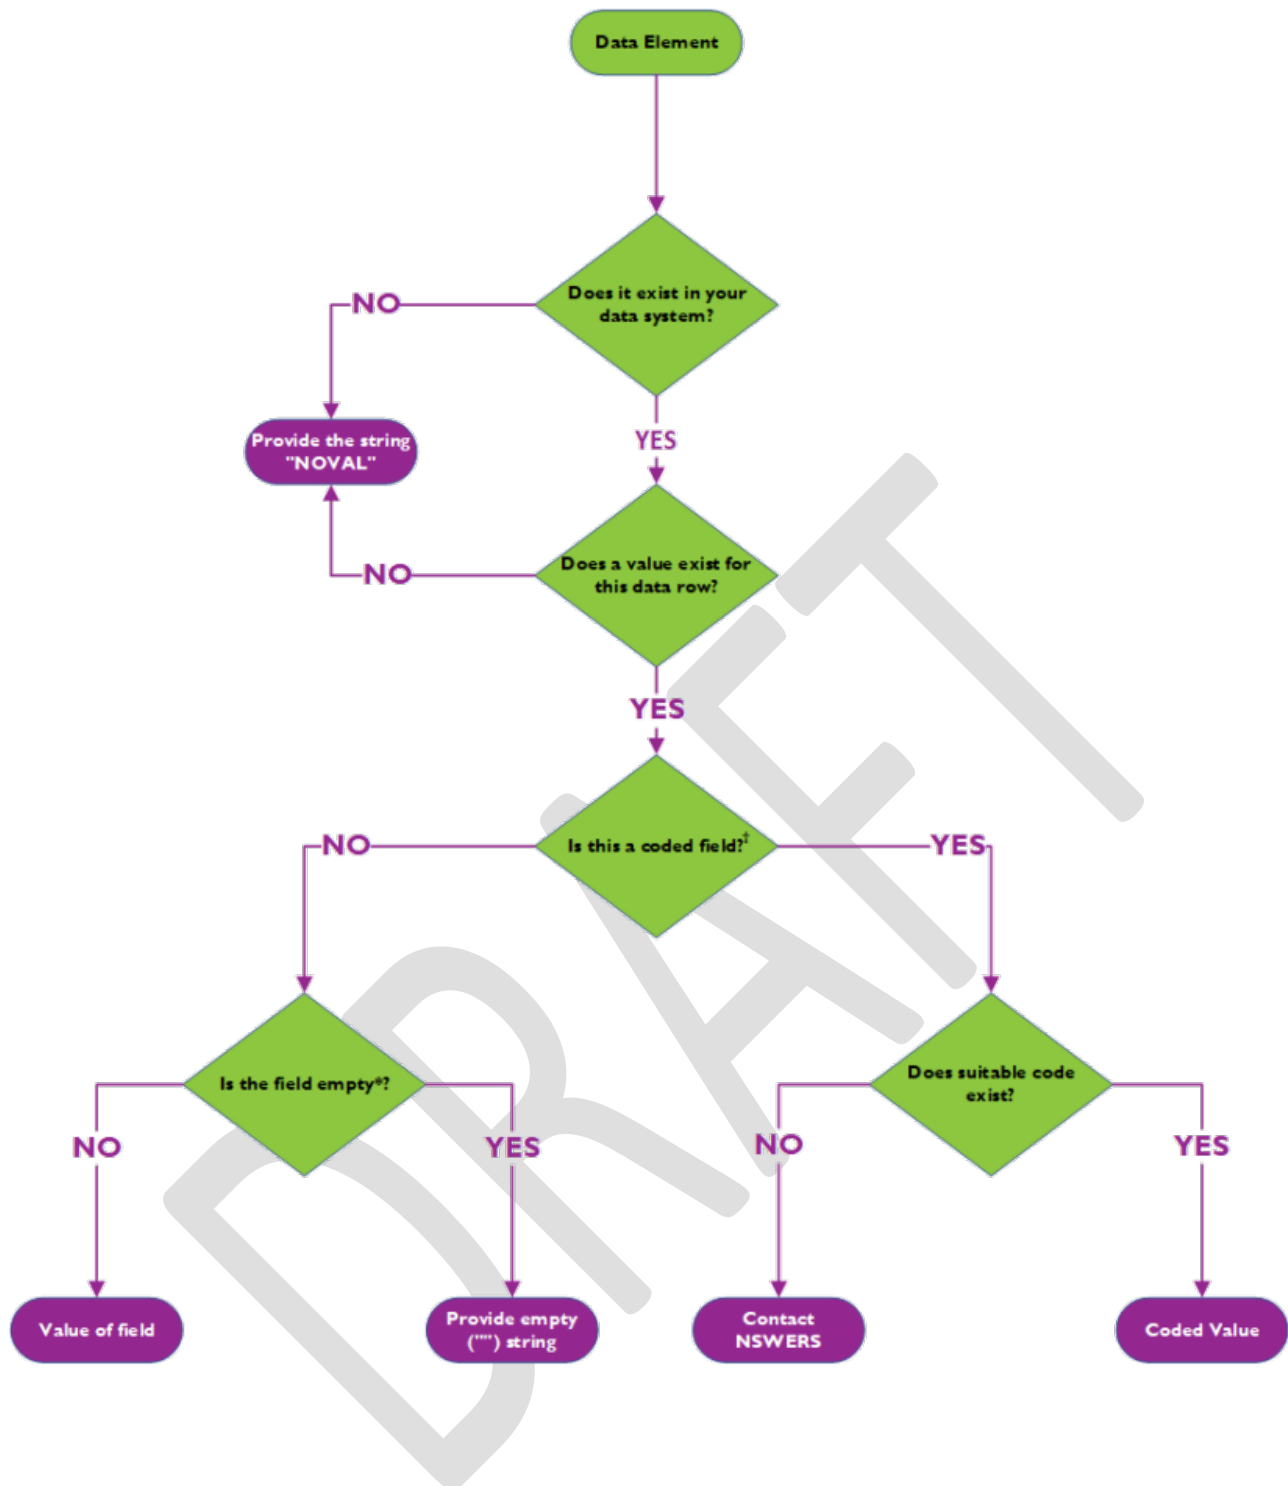 Data Element
Does it exist in your
data system?
NO
YES
Provide the string
"NOVAL"
Does a value exist for
this data row?
NO
YES
Is this a coded field?‡
NO
YES
Is the field empty*?
Does suitable code
exist?
NO
YES
NO
YES
Value of field
Provide empty
("") string
Contact
NSWERS
Coded Value
DRAFT